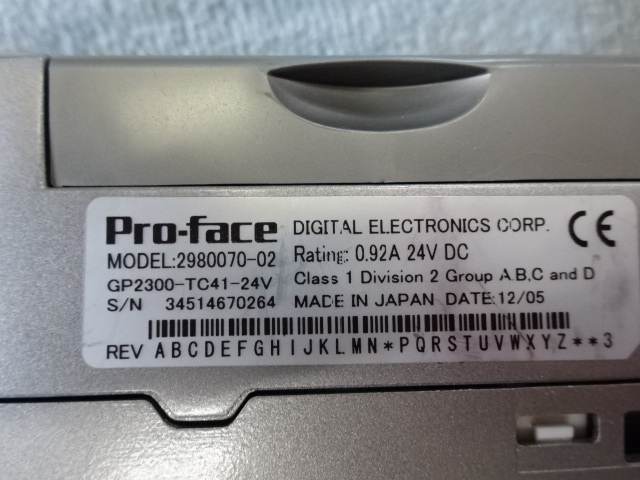 Pro-face DIGITAL ELECTRONICS CORP. CE
MODEL:2980070-02 Rating: 0.92A 24V DC
GP2300-TC41-24V Class 1 Division 2 Group A,B,C and D
S/N 34514670264 MADE IN JAPAN DATE:12/05
REV A B C D E F G H I J K L M N * P Q R S T U V W X Y Z * * 3